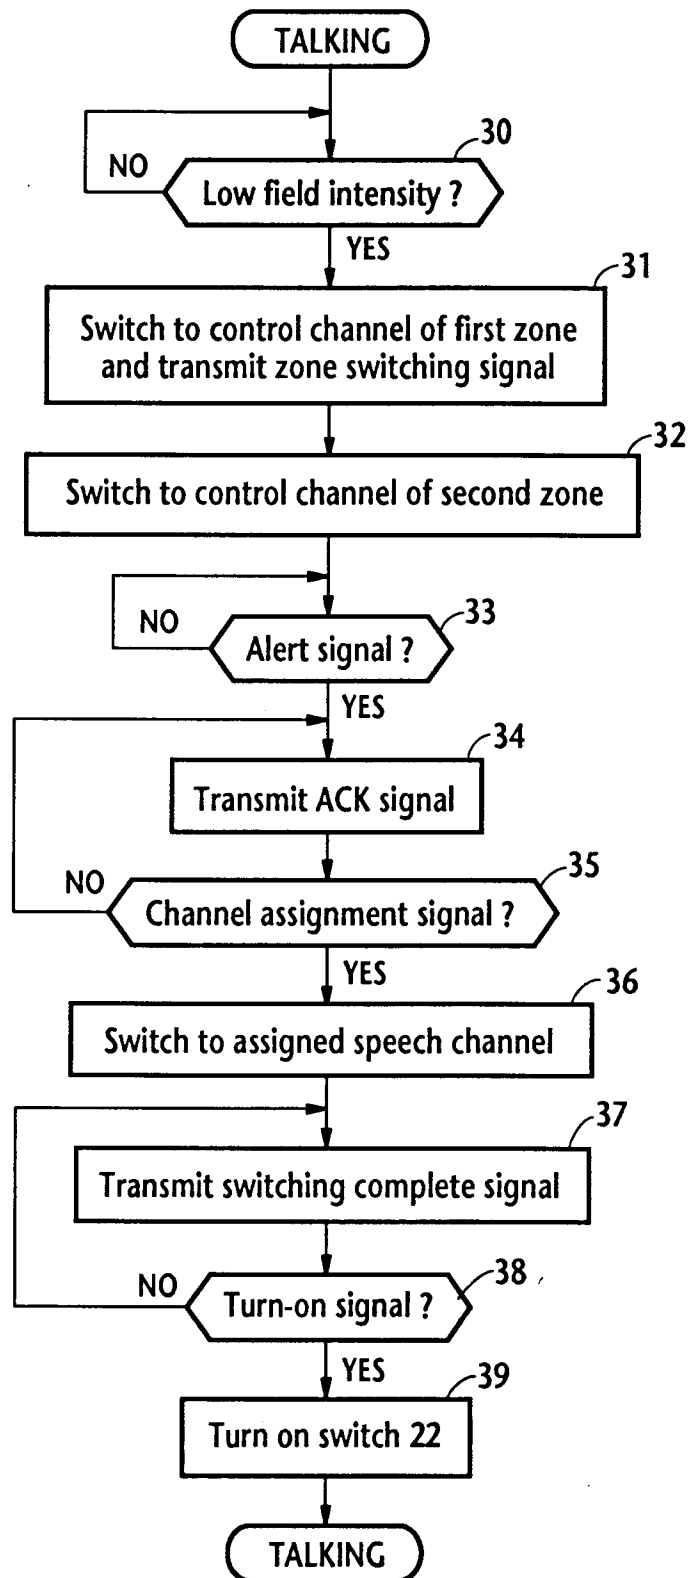 TALKING
30
NO
Low field intensity ?
YES
31
Switch to control channel of first zone
and transmit zone switching signal
32
Switch to control channel of second zone
33
NO
Alert signal ?
YES
34
Transmit ACK signal
35
NO
Channel assignment signal ?
YES
36
Switch to assigned speech channel
37
Transmit switching complete signal
38
NO
Turn-on signal ?
YES
39
Turn on switch 22
TALKING